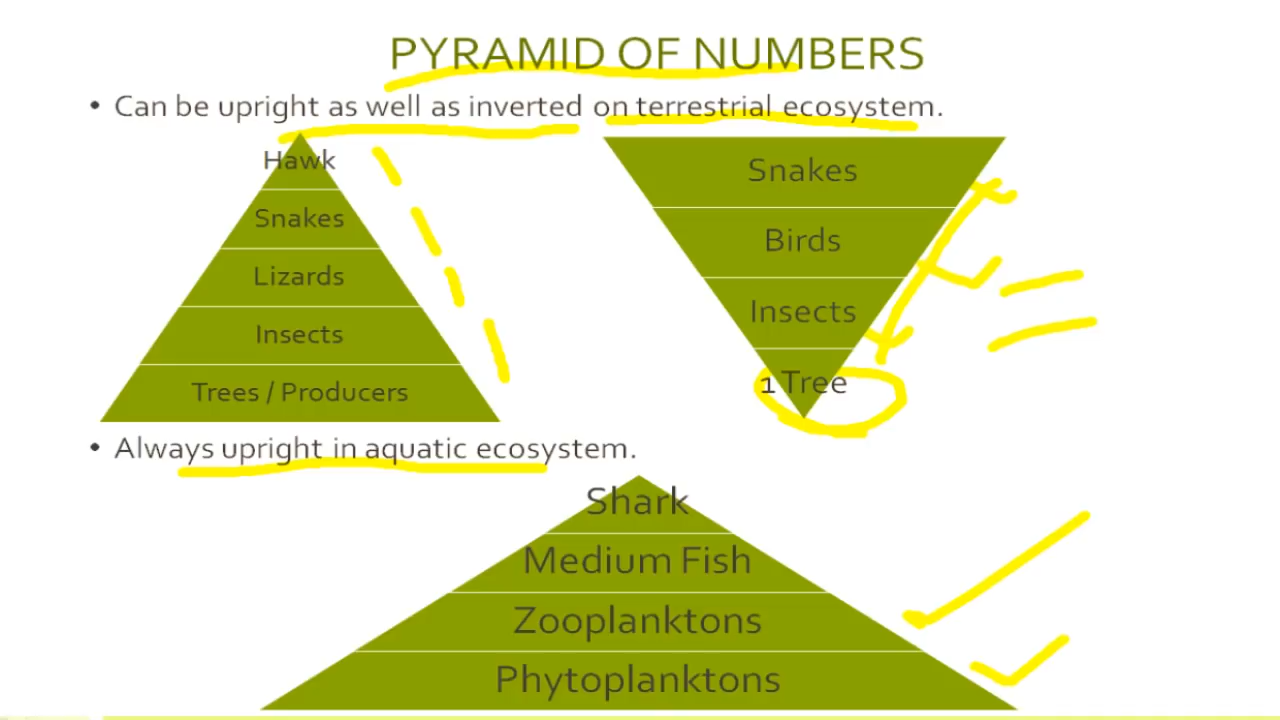 PYRAMID OF NUMBERS
• Can be upright as well as inverted on terrestrial ecosystem.
Hawk
Snakes
Lizards
Insects
Trees / Producers
Snakes
Birds
Insects
1 Tree
• Always upright in aquatic ecosystem.
Shark
Medium Fish
Zooplanktons
Phytoplanktons